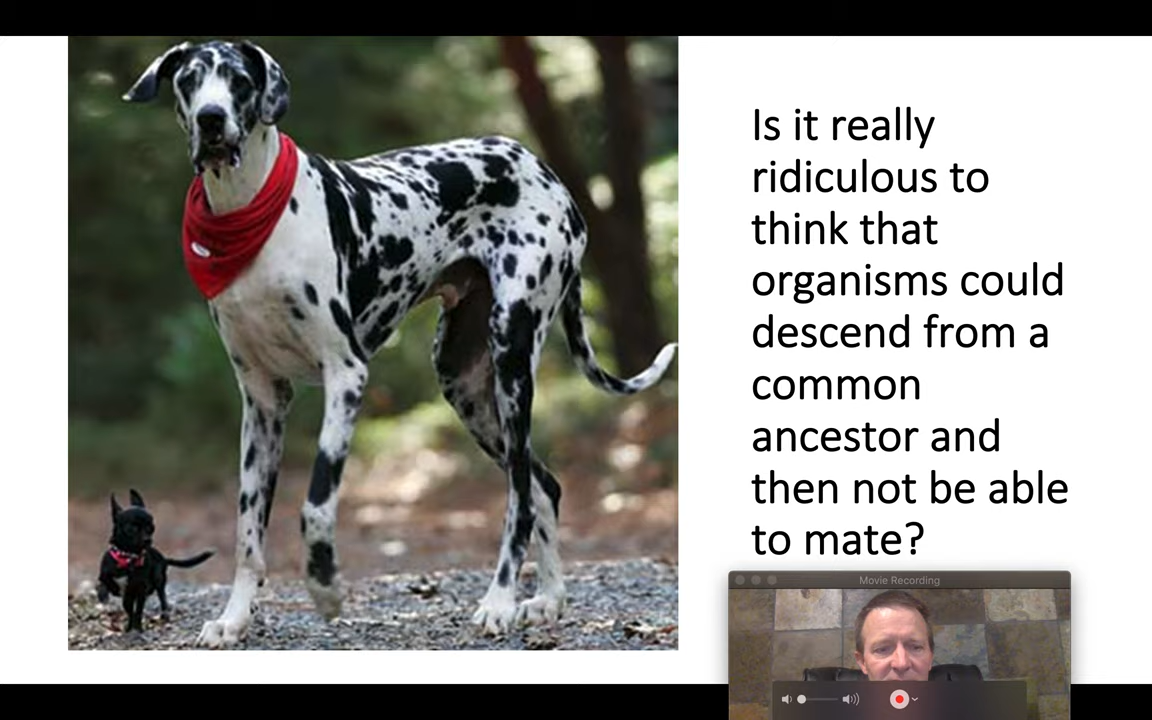 Is it really
ridiculous to
think that
organisms could
descend from a
common
ancestor and
then not be able
to mate?
Movie Recording